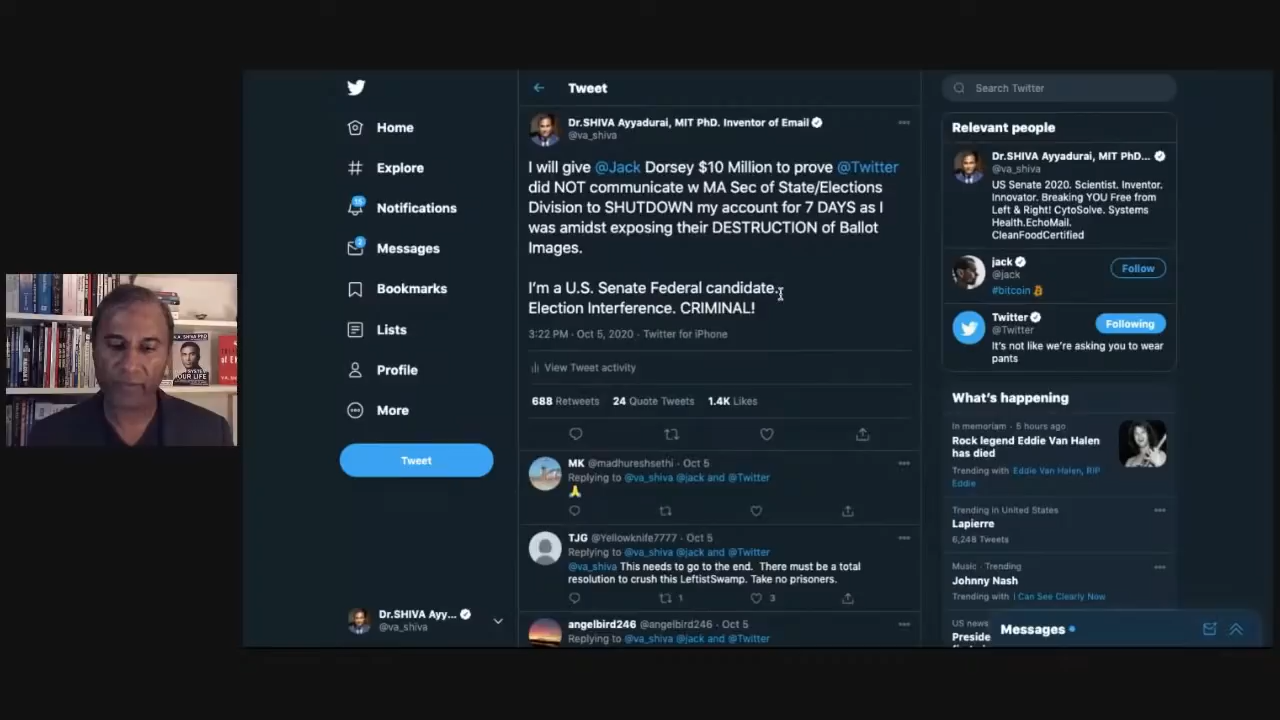 Home
Explore
15
Notifications
2
Messages
Bookmarks
Lists
Profile
More
Tweet
Dr.SHIVA Ayy...
@va_shiva
Tweet
Dr.SHIVA Ayyadurai, MIT PhD. Inventor of Email
@va_shiva
I will give @Jack Dorsey $10 Million to prove @Twitter
did NOT communicate w MA Sec of State/Elections
Division to SHUTDOWN my account for 7 DAYS as I
was amidst exposing their DESTRUCTION of Ballot
Images.
I'm a U.S. Senate Federal candidate.
Election Interference. CRIMINAL!
3:22 PM · Oct 5, 2020 · Twitter for iPhone
View Tweet activity
688 Retweets 24 Quote Tweets 1.4K Likes
MK @madhureshsethi · Oct 5
Replying to @va_shiva @jack and @Twitter
🙏
TJG @Yellowknife7777 · Oct 5
Replying to @va_shiva @jack and @Twitter
@va_shiva This needs to go to the end. There must be a total
resolution to crush this LeftistSwamp. Take no prisoners.
1 3
angelbird246 @angelbird246 · Oct 5
Replying to @va_shiva @jack and @Twitter
Search Twitter
Relevant people
Dr.SHIVA Ayyadurai, MIT PhD...
@va_shiva
US Senate 2020. Scientist. Inventor.
Innovator. Breaking YOU Free from
Left & Right! CytoSolve. Systems
Health.EchoMail.
CleanFoodCertified
jack
@jack
Follow
#bitcoin
Twitter
@Twitter
Following
It's not like we're asking you to wear
pants
What's happening
In memoriam · 5 hours ago
Rock legend Eddie Van Halen
has died
Trending with Eddie Van Halen, RIP
Eddie
Trending in United States
Lapierre
6,248 Tweets
Music · Trending
Johnny Nash
Trending with I Can See Clearly Now
US news
Preside
Messages